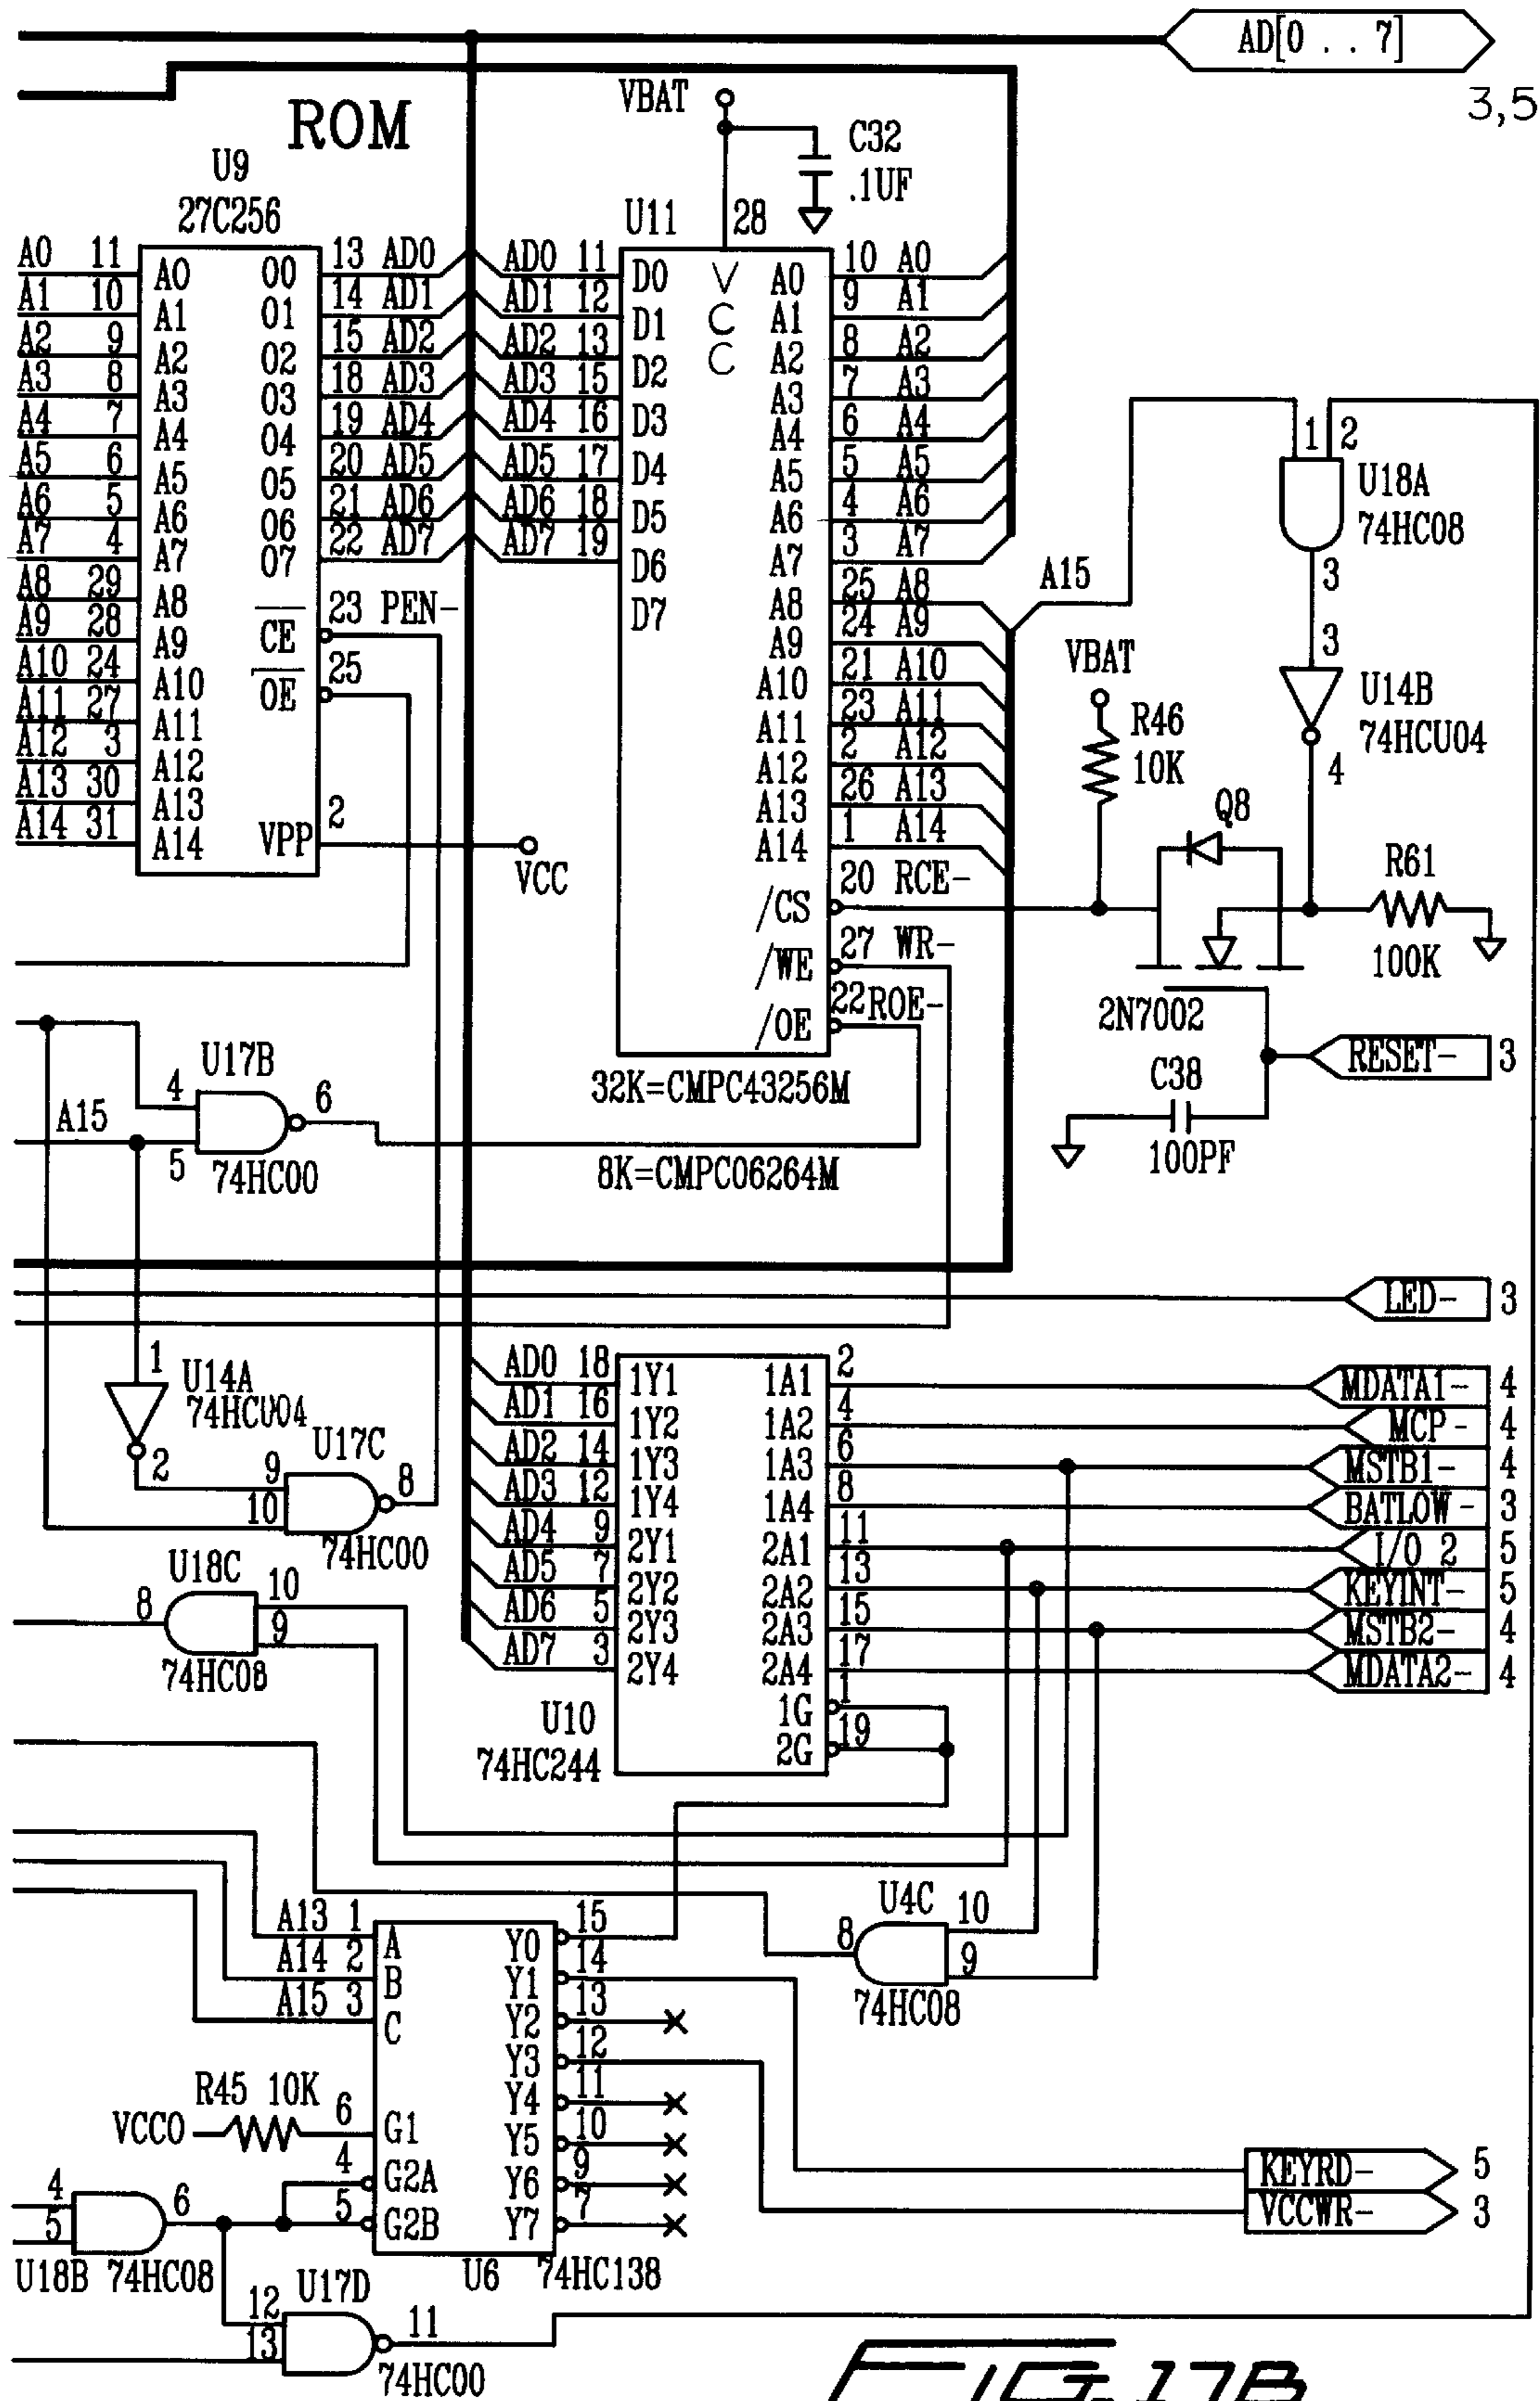 AD[0 . . 7]
3,5
ROM
VBAT
C32
.1UF
U9
27C256
U11
28
A0 11 A0 O0 13 AD0
A1 10 A1 O1 14 AD1
A2 9 A2 O2 15 AD2
A3 8 A3 O3 18 AD3
A4 7 A4 O4 19 AD4
A5 6 A5 O5 20 AD5
A6 5 A6 O6 21 AD6
A7 4 A7 O7 22 AD7
A8 29 A8
A9 28 A9
A10 24 A10
A11 27 A11
A12 3 A12
A13 30 A13
A14 31 A14
CE 23 PEN-
OE 25
VPP 2
VCC
AD0 11 D0
AD1 12 D1
AD2 13 D2
AD3 15 D3
AD4 16 D4
AD5 17 D5
AD6 18 D6
AD7 19 D7
V
C
C
A0 10 A0
A1 9 A1
A2 8 A2
A3 7 A3
A4 6 A4
A5 5 A5
A6 4 A6
A7 3 A7
A8 25 A8
A9 24 A9
A10 21 A10
A11 23 A11
A12 2 A12
A13 26 A13
A14 1 A14
/CS 20 RCE-
/WE 27 WR-
/OE 22 ROE-
32K=CMPC43256M
8K=CMPC06264M
A15
1 2
U18A
74HC08
3
3
U14B
74HCU04
4
VBAT
R46
10K
Q8
R61
100K
2N7002
RESET- 3
C38
100PF
U17B
4
A15
5
6
74HC00
LED- 3
1
U14A
74HCU04
2
U17C
9
10
8
74HC00
U18C
10
8
9
74HC08
AD0 18 1Y1 1A1 2 MDATA1- 4
AD1 16 1Y2 1A2 4 MCP- 4
AD2 14 1Y3 1A3 6 MSTB1- 4
AD3 12 1Y4 1A4 8 BATLOW- 3
AD4 9 2Y1 2A1 11 I/O 2 5
AD5 7 2Y2 2A2 13 KEYINT- 5
AD6 5 2Y3 2A3 15 MSTB2- 4
AD7 3 2Y4 2A4 17 MDATA2- 4
1G 1
2G 19
U10
74HC244
U4C
10
8
9
74HC08
A13 1 A Y0 15
A14 2 B Y1 14
A15 3 C Y2 13
Y3 12
Y4 11
Y5 10
Y6 9
Y7 7
R45 10K
VCCO 6 G1
4 G2A
5 G2B
4
5
6
U18B 74HC08
U6 74HC138
KEYRD- 5
VCCWR- 3
U17D
12
13
11
74HC00
FIG. 17B